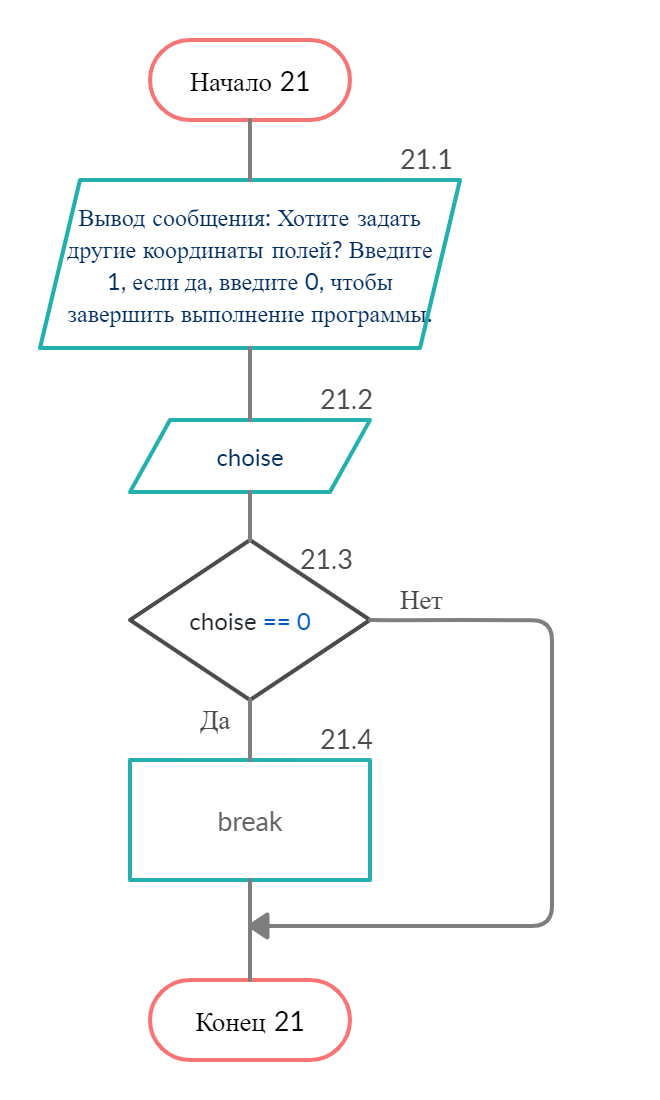 Начало 21
21.1
Вывод сообщения: Хотите задать
другие координаты полей? Введите
1, если да, введите 0, чтобы
завершить выполнение программы.
21.2
choise
21.3
choise == 0
Нет
Да
21.4
break
Конец 21